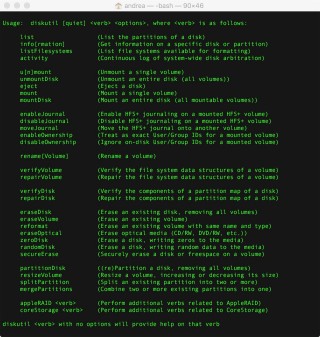 andrea — -bash — 90×46
Usage:  diskutil [quiet] <verb> <options>, where <verb> is as follows:
list                 (List the partitions of a disk)
info[rmation]        (Get information on a specific disk or partition)
listFilesystems      (List file systems available for formatting)
activity             (Continuous log of system-wide disk arbitration)
u[n]mount            (Unmount a single volume)
unmountDisk          (Unmount an entire disk (all volumes))
eject                (Eject a disk)
mount                (Mount a single volume)
mountDisk            (Mount an entire disk (all mountable volumes))
enableJournal        (Enable HFS+ journaling on a mounted HFS+ volume)
disableJournal       (Disable HFS+ journaling on a mounted HFS+ volume)
moveJournal          (Move the HFS+ journal onto another volume)
enableOwnership      (Treat as exact User/Group IDs for a mounted volume)
disableOwnership     (Ignore on-disk User/Group IDs for a mounted volume)
rename[Volume]       (Rename a volume)
verifyVolume         (Verify the file system data structures of a volume)
repairVolume         (Repair the file system data structures of a volume)
verifyDisk           (Verify the components of a partition map of a disk)
repairDisk           (Repair the components of a partition map of a disk)
eraseDisk            (Erase an existing disk, removing all volumes)
eraseVolume          (Erase an existing volume)
reformat             (Erase an existing volume with same name and type)
eraseOptical         (Erase optical media (CD/RW, DVD/RW, etc.))
zeroDisk             (Erase a disk, writing zeros to the media)
randomDisk           (Erase a disk, writing random data to the media)
secureErase          (Securely erase a disk or freespace on a volume)
partitionDisk        ((re)Partition a disk, removing all volumes)
resizeVolume         (Resize a volume, increasing or decreasing its size)
splitPartition       (Split an existing partition into two or more)
mergePartitions      (Combine two or more existing partitions into one)
appleRAID <verb>     (Perform additional verbs related to AppleRAID)
coreStorage <verb>   (Perform additional verbs related to CoreStorage)
diskutil <verb> with no options will provide help on that verb